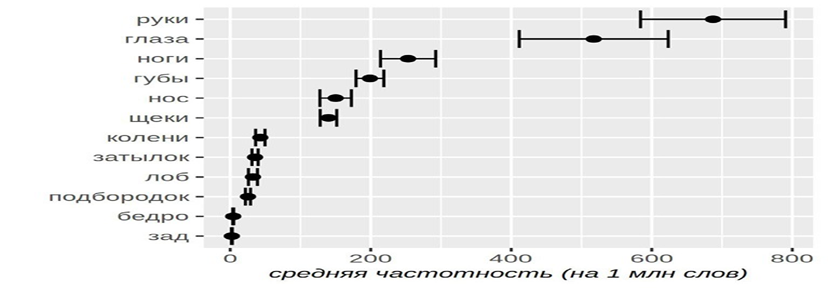 руки
глаза
ноги
губы
нос
щеки
колени
затылок
лоб
подбородок
бедро
зад
0 200 400 600 800
средняя частотность (на 1 млн слов)